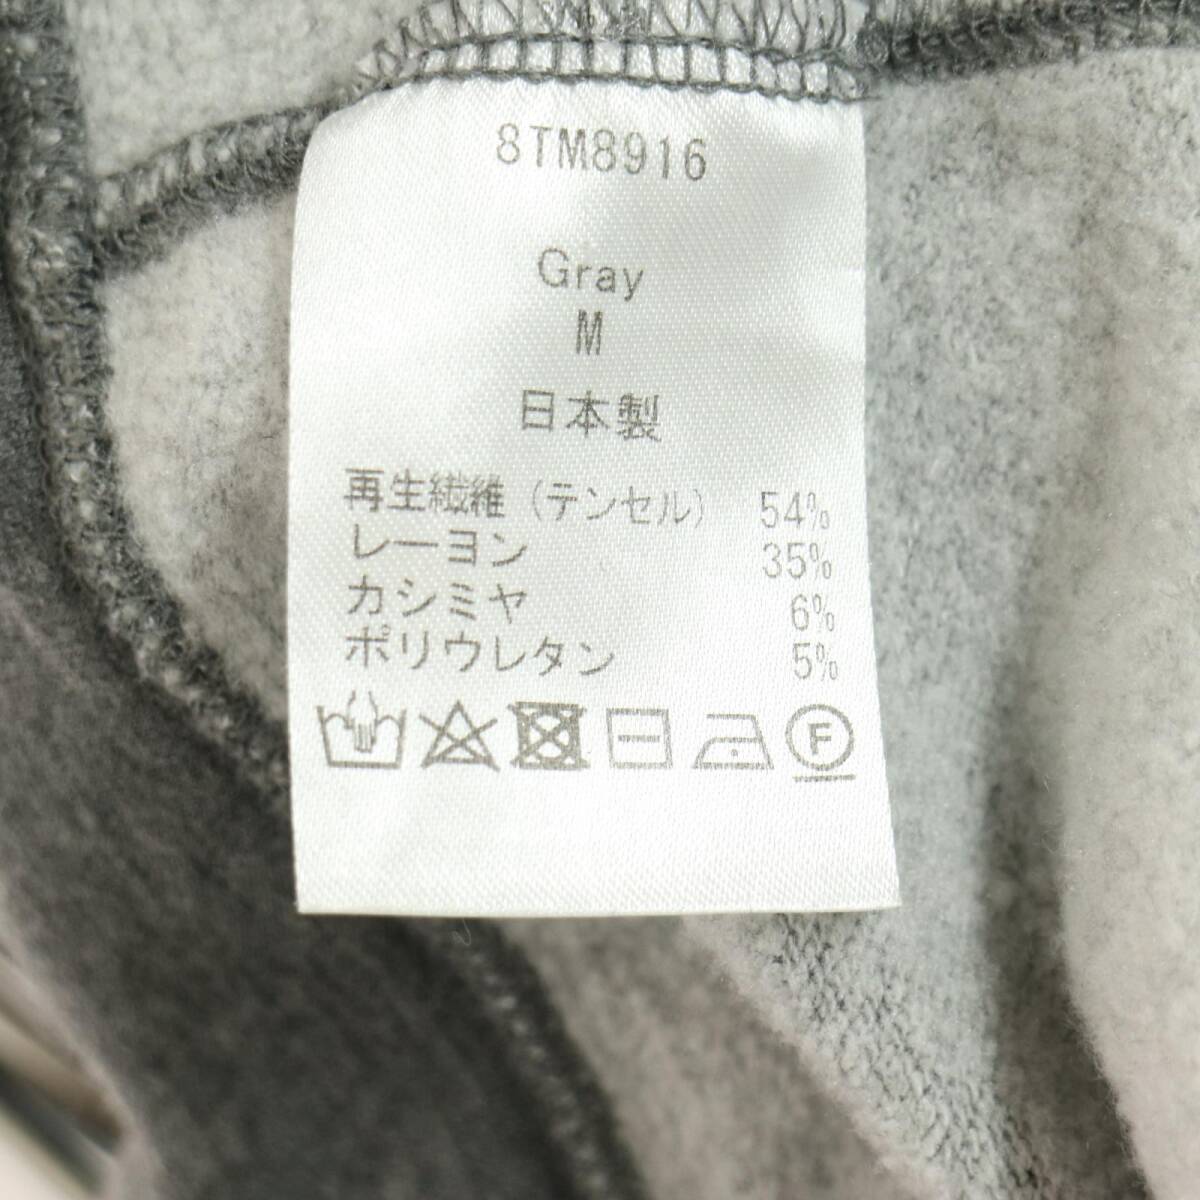 8TM8916
Gray
M
日本製
再生繊維（テンセル） 54%
レーヨン 35%
カシミヤ 6%
ポリウレタン 5%
F